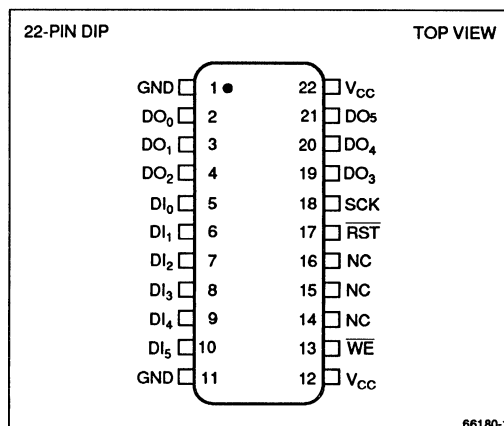 22-PIN DIP TOP VIEW
GND 1 22 VCC
DO0 2 21 DO5
DO1 3 20 DO4
DO2 4 19 DO3
DI0 5 18 SCK
DI1 6 17 RST
DI2 7 16 NC
DI3 8 15 NC
DI4 9 14 NC
DI5 10 13 WE
GND 11 12 VCC